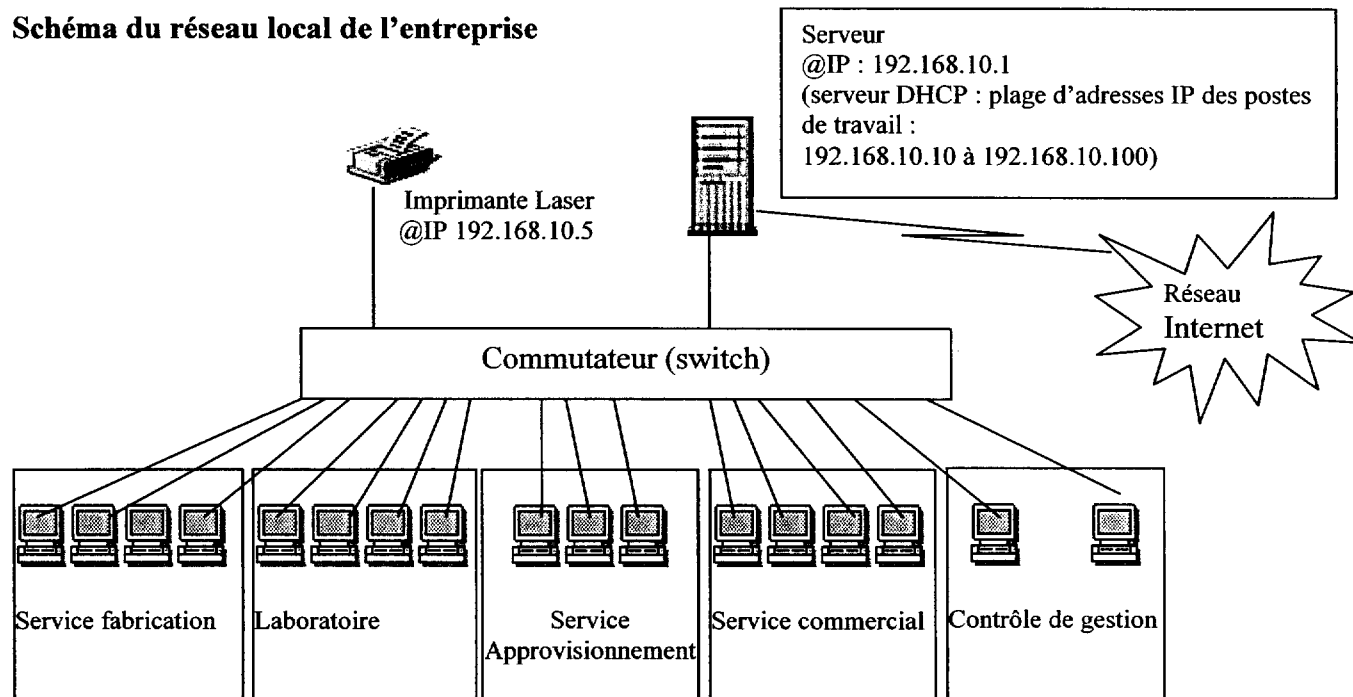 Schéma du réseau local de l'entreprise
Serveur
@IP : 192.168.10.1
(serveur DHCP : plage d'adresses IP des postes
de travail :
192.168.10.10 à 192.168.10.100)
Imprimante Laser
@IP 192.168.10.5
Réseau
Internet
Commutateur (switch)
Service fabrication
Laboratoire
Service
Approvisionnement
Service commercial
Contrôle de gestion